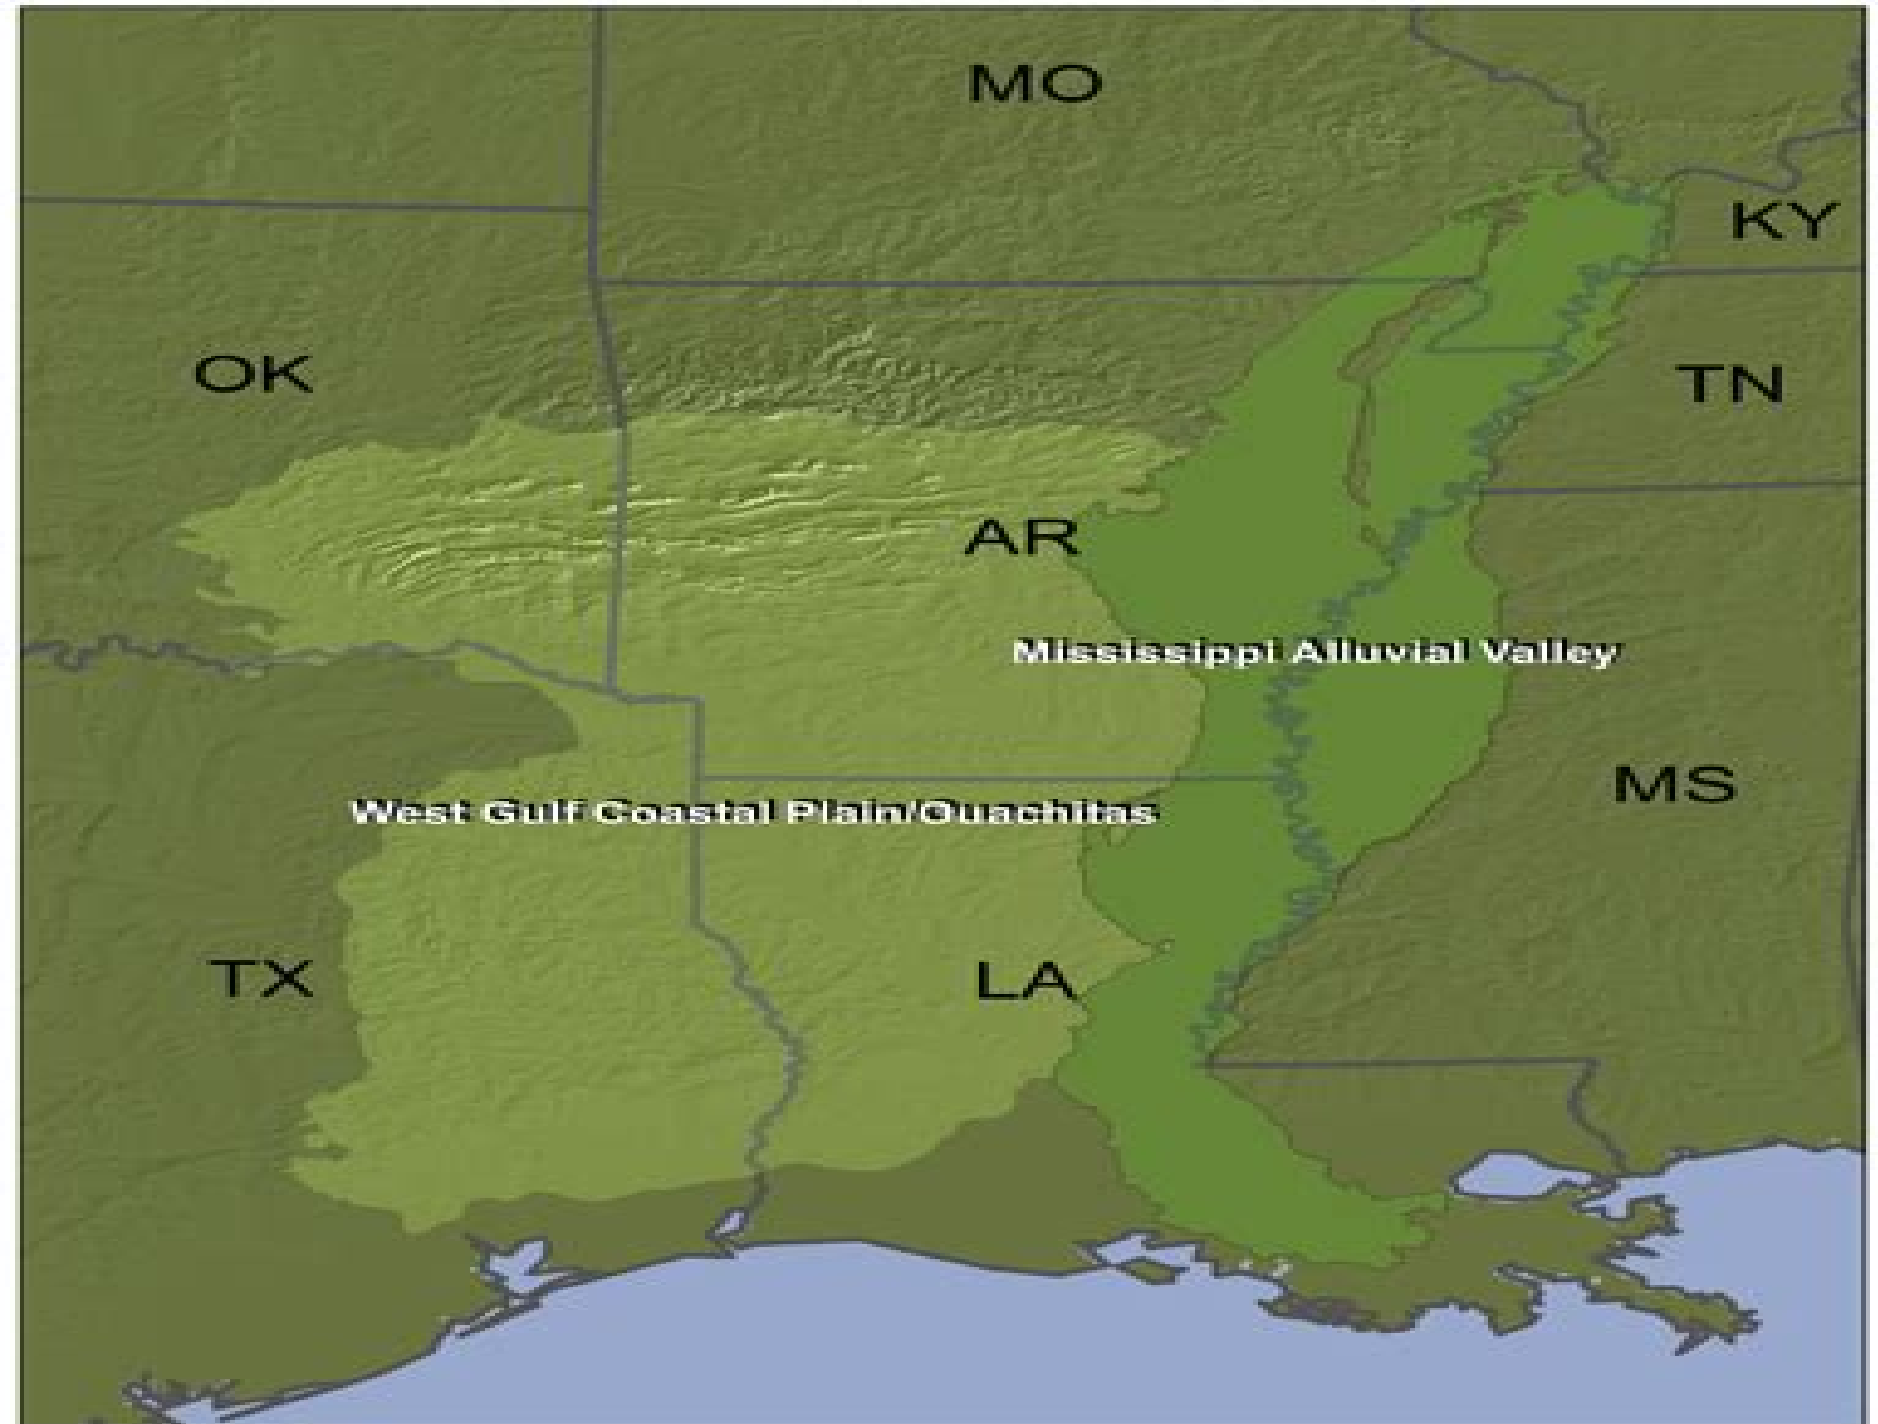 MO
KY
OK
TN
AR
Mississippi Alluvial Valley
MS
West Gulf Coastal Plain/Ouachitas
TX
LA